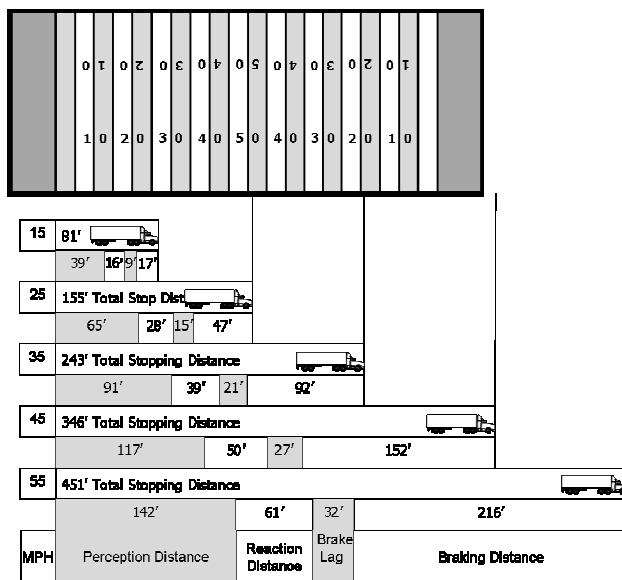 1 0 2 0 3 0 4 0 5 0 4 0 3 0 2 0 1 0
1 0 2 0 3 0 4 0 5 0 4 0 3 0 2 0 1 0
15 81′
39′ 16′ 9′ 17′
25 155′ Total Stop Dist
65′ 28′ 15′ 47′
35 243′ Total Stopping Distance
91′ 39′ 21′ 92′
45 346′ Total Stopping Distance
117′ 50′ 27′ 152′
55 451′ Total Stopping Distance
142′ 61′ 32′ 216′
MPH Perception Distance
Reaction
Distance
Brake
Lag
Braking Distance